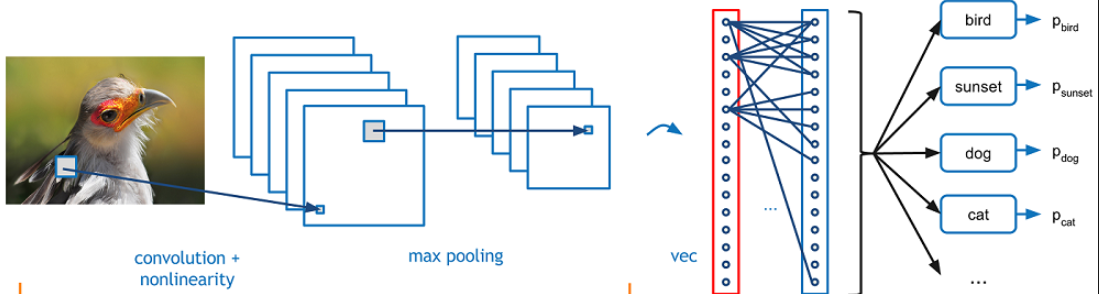 bird
p_bird
sunset
p_sunset
dog
p_dog
cat
p_cat
...
...
convolution +
nonlinearity
max pooling
vec